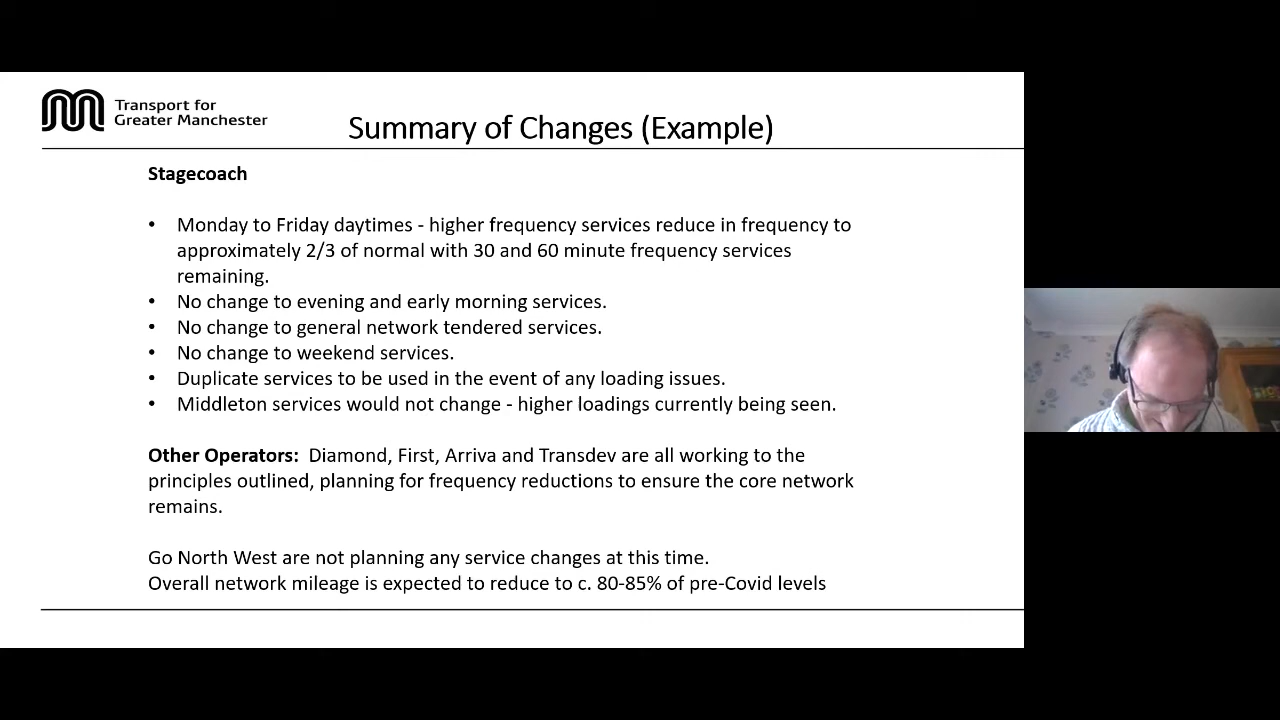 Transport for
Greater Manchester
Summary of Changes (Example)
Stagecoach
• Monday to Friday daytimes - higher frequency services reduce in frequency to
approximately 2/3 of normal with 30 and 60 minute frequency services
remaining.
• No change to evening and early morning services.
• No change to general network tendered services.
• No change to weekend services.
• Duplicate services to be used in the event of any loading issues.
• Middleton services would not change - higher loadings currently being seen.
Other Operators: Diamond, First, Arriva and Transdev are all working to the
principles outlined, planning for frequency reductions to ensure the core network
remains.
Go North West are not planning any service changes at this time.
Overall network mileage is expected to reduce to c. 80-85% of pre-Covid levels